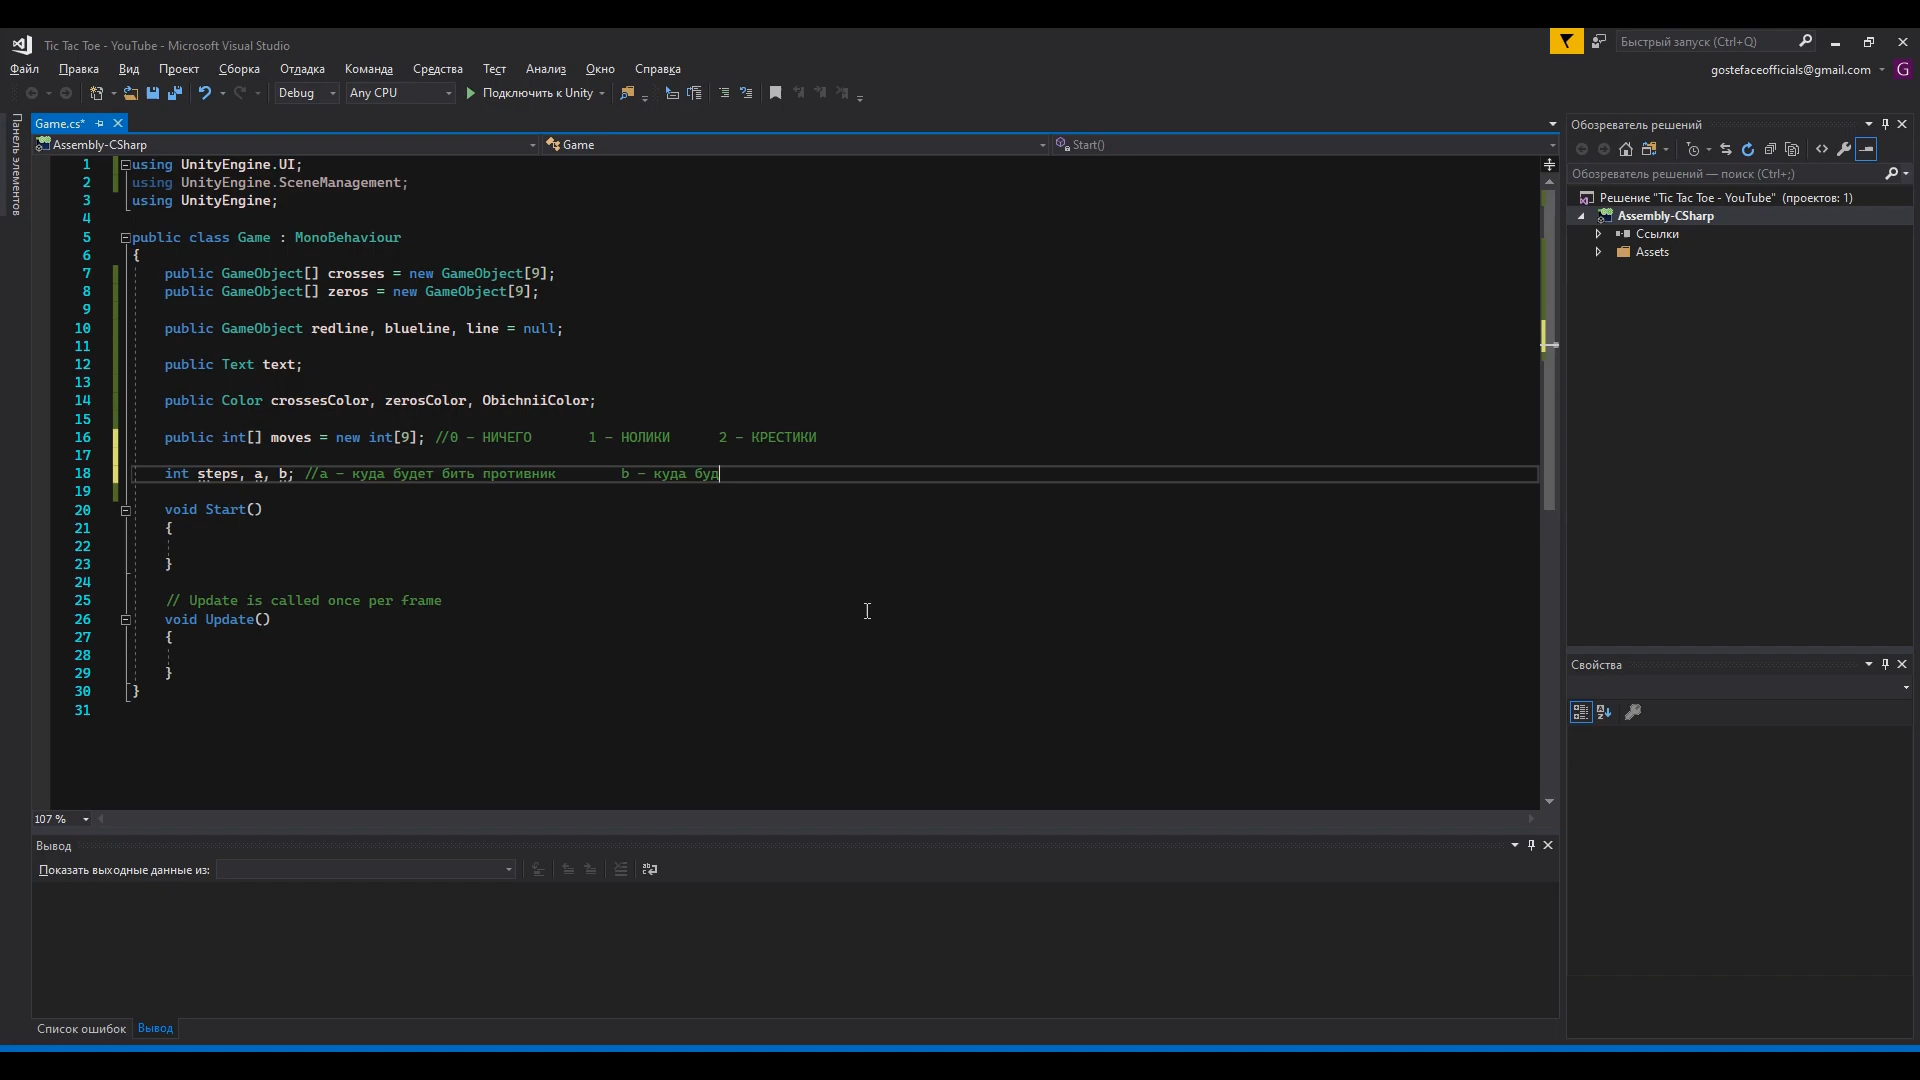 Tic Tac Toe - YouTube - Microsoft Visual Studio
Быстрый запуск (Ctrl+Q)
Файл Правка Вид Проект Сборка Отладка Команда Средства Тест Анализ Окно Справка
gostefaceofficials@gmail.com G
Debug Any CPU Подключить к Unity
Панель элементов
Game.cs*
Assembly-CSharp Game Start()
1 using UnityEngine.UI;
2 using UnityEngine.SceneManagement;
3 using UnityEngine;
4
5 public class Game : MonoBehaviour
6 {
7 public GameObject[] crosses = new GameObject[9];
8 public GameObject[] zeros = new GameObject[9];
9
10 public GameObject redline, blueline, line = null;
11
12 public Text text;
13
14 public Color crossesColor, zerosColor, ObichniiColor;
15
16 public int[] moves = new int[9]; //0 - НИЧЕГО 1 - НОЛИКИ 2 - КРЕСТИКИ
17
18 int steps, a, b; //a - куда будет бить противник b - куда буд
19
20 void Start()
21 {
22
23 }
24
25 // Update is called once per frame
26 void Update()
27 {
28
29 }
30 }
31
107 %
Вывод
Показать выходные данные из:
Список ошибок Вывод
Обозреватель решений
Обозреватель решений — поиск (Ctrl+;)
Решение "Tic Tac Toe - YouTube" (проектов: 1)
Assembly-CSharp
Ссылки
Assets
Свойства